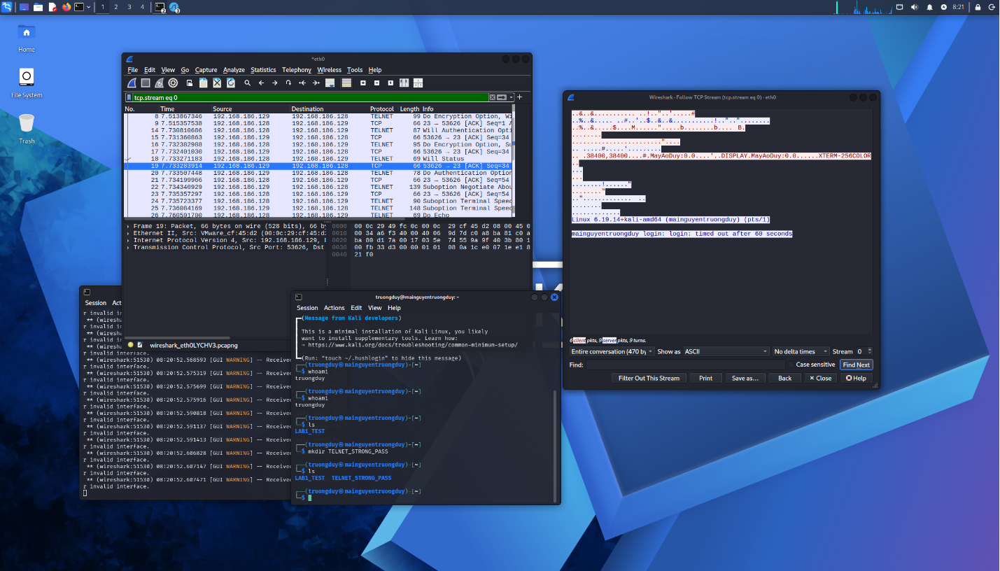 1 2 3 4
8:21
Home
File System
Trash
*eth0
File Edit View Go Capture Analyze Statistics Telephony Wireless Tools Help
tcp.stream eq 0
No. Time Source Destination Protocol Length Info
8 7.513867346 192.168.186.129 192.168.186.128 TELNET 99 Do Encryption Option, Wi
9 7.515357538 192.168.186.129 192.168.186.128 TCP 66 23 → 53626 [ACK] Seq=1 A
14 7.730810686 192.168.186.129 192.168.186.128 TELNET 87 Will Authentication Opti
15 7.731360863 192.168.186.129 192.168.186.128 TCP 66 53626 → 23 [ACK] Seq=34
16 7.732382988 192.168.186.129 192.168.186.128 TELNET 95 Do Encryption Option, Su
17 7.732401030 192.168.186.129 192.168.186.128 TCP 66 53626 → 23 [ACK] Seq=34
18 7.733271183 192.168.186.129 192.168.186.128 TELNET 69 Will Status
19 7.733283914 192.168.186.129 192.168.186.128 TCP 66 53626 → 23 [ACK] Seq=34
20 7.733507448 192.168.186.129 192.168.186.128 TELNET 78 Do Authentication Option
21 7.734199966 192.168.186.129 192.168.186.128 TCP 66 23 → 53626 [ACK] Seq=54
22 7.734340929 192.168.186.129 192.168.186.128 TELNET 139 Suboption Negotiate Abou
23 7.735357297 192.168.186.129 192.168.186.128 TCP 66 23 → 53626 [ACK] Seq=54
24 7.735723377 192.168.186.129 192.168.186.128 TELNET 90 Suboption Terminal Speed
25 7.736084169 192.168.186.129 192.168.186.128 TELNET 148 Suboption Terminal Speed
26 7.760591700 192.168.186.129 192.168.186.128 TELNET 69 Do Echo
Frame 19: Packet, 66 bytes on wire (528 bits), 66 by
Ethernet II, Src: VMware_cf:45:d2 (00:0c:29:cf:45:d2
Internet Protocol Version 4, Src: 192.168.186.129,
Transmission Control Protocol, Src Port: 53626, Dst
0000 00 0c 29 49 fc 0c 00 0c 29 cf 45 d2 08 00 45 0
0010 00 34 a6 f3 40 00 40 06 9d 7d c0 a8 ba 81 c0 a
0020 ba 80 d1 7a 00 17 03 5e 74 55 9a 9f 40 3b 80 1
0030 00 fb 33 d3 00 00 01 01 08 0a 1c e0 07 1e e1 8
0040 21 f0
wireshark_eth0LYCHV3.pcapng
Session Act
r invalid in
** (wireshar
r invalid in
** (wireshar
r invalid in
** (wireshar
r invalid interface.
** (wireshark:51530) 08:20:52.568593 [GUI WARNING] -- Received
r invalid interface.
** (wireshark:51530) 08:20:52.575319 [GUI WARNING] -- Received
r invalid interface.
** (wireshark:51530) 08:20:52.575699 [GUI WARNING] -- Received
r invalid interface.
** (wireshark:51530) 08:20:52.575916 [GUI WARNING] -- Received
r invalid interface.
** (wireshark:51530) 08:20:52.590818 [GUI WARNING] -- Received
r invalid interface.
** (wireshark:51530) 08:20:52.591137 [GUI WARNING] -- Received
r invalid interface.
** (wireshark:51530) 08:20:52.591413 [GUI WARNING] -- Received
r invalid interface.
** (wireshark:51530) 08:20:52.606828 [GUI WARNING] -- Received
r invalid interface.
** (wireshark:51530) 08:20:52.607147 [GUI WARNING] -- Received
r invalid interface.
** (wireshark:51530) 08:20:52.607471 [GUI WARNING] -- Received
r invalid interface.
truongduy@mainguyentruongduy: ~
Session Actions Edit View Help
(Message from Kali developers)
This is a minimal installation of Kali Linux, you likely
want to install supplementary tools. Learn how:
⇒ https://www.kali.org/docs/troubleshooting/common-minimum-setup/
(Run: “touch ~/.hushlogin” to hide this message)
(truongduy㉿mainguyentruongduy)-[~]
$ whoami
truongduy
(truongduy㉿mainguyentruongduy)-[~]
$ whoami
truongduy
(truongduy㉿mainguyentruongduy)-[~]
$ ls
LAB1_TEST
(truongduy㉿mainguyentruongduy)-[~]
$ mkdir TELNET_STRONG_PASS
(truongduy㉿mainguyentruongduy)-[~]
$ ls
LAB1_TEST TELNET_STRONG_PASS
(truongduy㉿mainguyentruongduy)-[~]
$
Wireshark · Follow TCP Stream (tcp.stream eq 0) · eth0
..&..&........... ..!.."..'.....#
..%..&..... ..#..'..$..&..&...........!..".."........
..%..&.....$....M......".....b........b.... B.
........
..........................."....
.. .....#.....'.........
... .38400,38400....#.MayAoDuy:0.0....'..DISPLAY.MayAoDuy:0.0......XTERM-256COLOR
..
...
...
........!......"
........"
.."............. ..
........
.............
Linux 6.19.14+kali-amd64 (mainguyentruongduy) (pts/1)
mainguyentruongduy login: login: timed out after 60 seconds
6 client pkts, 9 server pkts, 9 turns.
Entire conversation (470 by Show as ASCII No delta times Stream 0
Find: Case sensitive Find Next
Filter Out This Stream Print Save as… Back Close Help